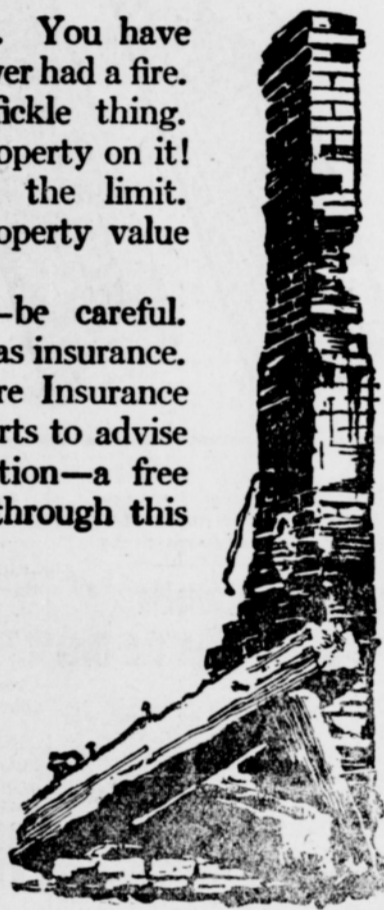 . You have
ver had a fire.
fickle thing.
operty on it!
the limit.
operty value
—be careful.
as insurance.
re Insurance
rts to advise
tion—a free
through this